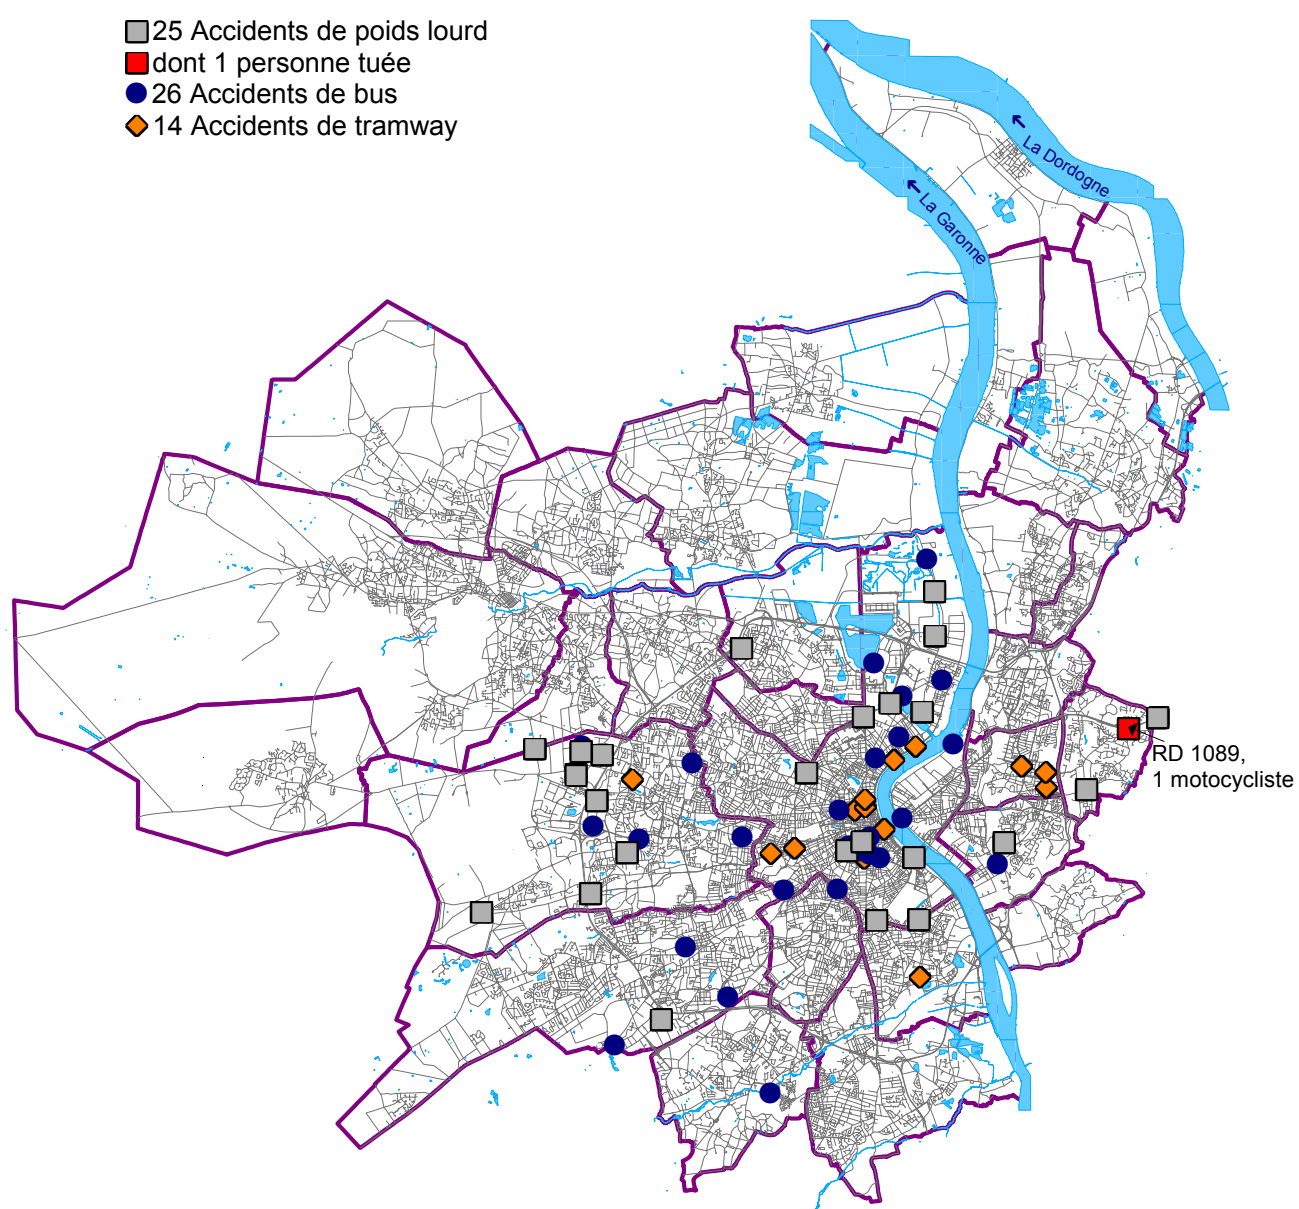 25 Accidents de poids lourd
dont 1 personne tuée
26 Accidents de bus
14 Accidents de tramway
La Dordogne
La Garonne
RD 1089,
1 motocycliste